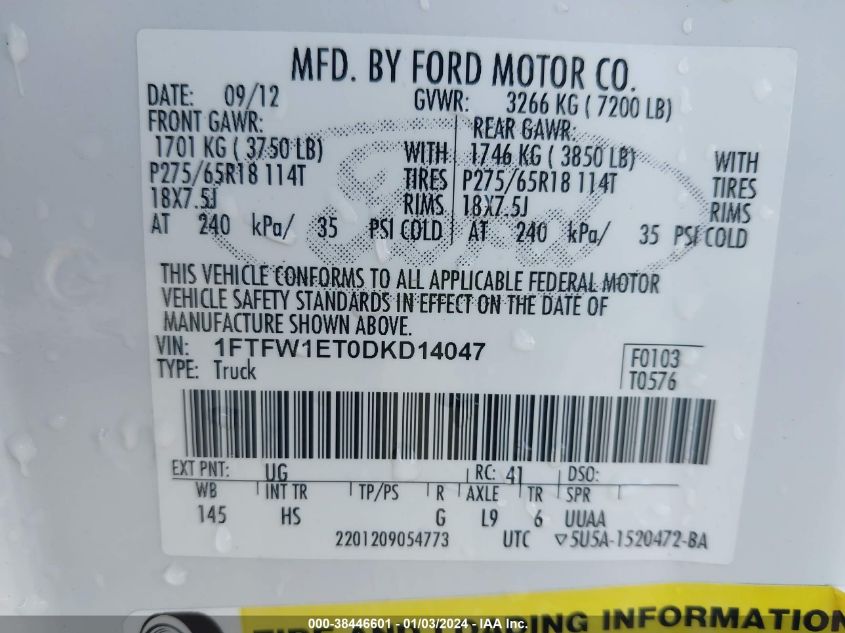 MFD. BY FORD MOTOR CO.
DATE: 09/12 GVWR: 3266 KG ( 7200 LB)
FRONT GAWR: REAR GAWR:
1701 KG ( 3750 LB) WITH 1746 KG ( 3850 LB) WITH
P275/65R18 114T TIRES P275/65R18 114T TIRES
18X7.5J RIMS 18X7.5J RIMS
AT 240 kPa/ 35 PSI COLD AT 240 kPa/ 35 PSI COLD
THIS VEHICLE CONFORMS TO ALL APPLICABLE FEDERAL MOTOR
VEHICLE SAFETY STANDARDS IN EFFECT ON THE DATE OF
MANUFACTURE SHOWN ABOVE.
VIN: 1FTFW1ET0DKD14047 F0103
TYPE: Truck T0576
EXT PNT: UG RC: 41 DSO:
WB INT TR TP/PS R AXLE TR SPR
145 HS G L9 6 UUAA
2201209054773 UTC ▽5U5A-1520472-BA
TIRE AND LOADING INFORMATION
000-38446601 - 01/03/2024 - IAA Inc.